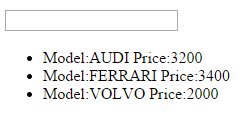 Model:AUDI Price:3200
Model:FERRARI Price:3400
Model:VOLVO Price:2000